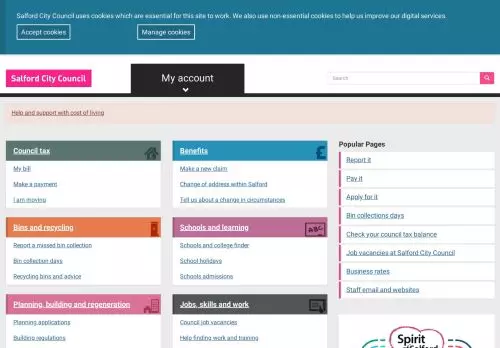 Salford City Council uses cookies which are essential for this site to work. We also use non-essential cookies to help us improve our digital services.
Accept cookies
Manage cookies
Salford City Council
My account
Search
Help and support with cost of living
Council tax
My bill
Make a payment
I am moving
Benefits
Make a new claim
Change of address within Salford
Tell us about a change in circumstances
Bins and recycling
Report a missed bin collection
Bin collection days
Recycling bins and advice
Schools and learning
ABC
Schools and college finder
School holidays
Schools admissions
Planning, building and regeneration
Planning applications
Building regulations
Jobs, skills and work
Council job vacancies
Help finding work and training
Popular Pages
Report it
Pay it
Apply for it
Bin collections days
Check your council tax balance
Job vacancies at Salford City Council
Business rates
Staff email and websites
Spirit
of Salford